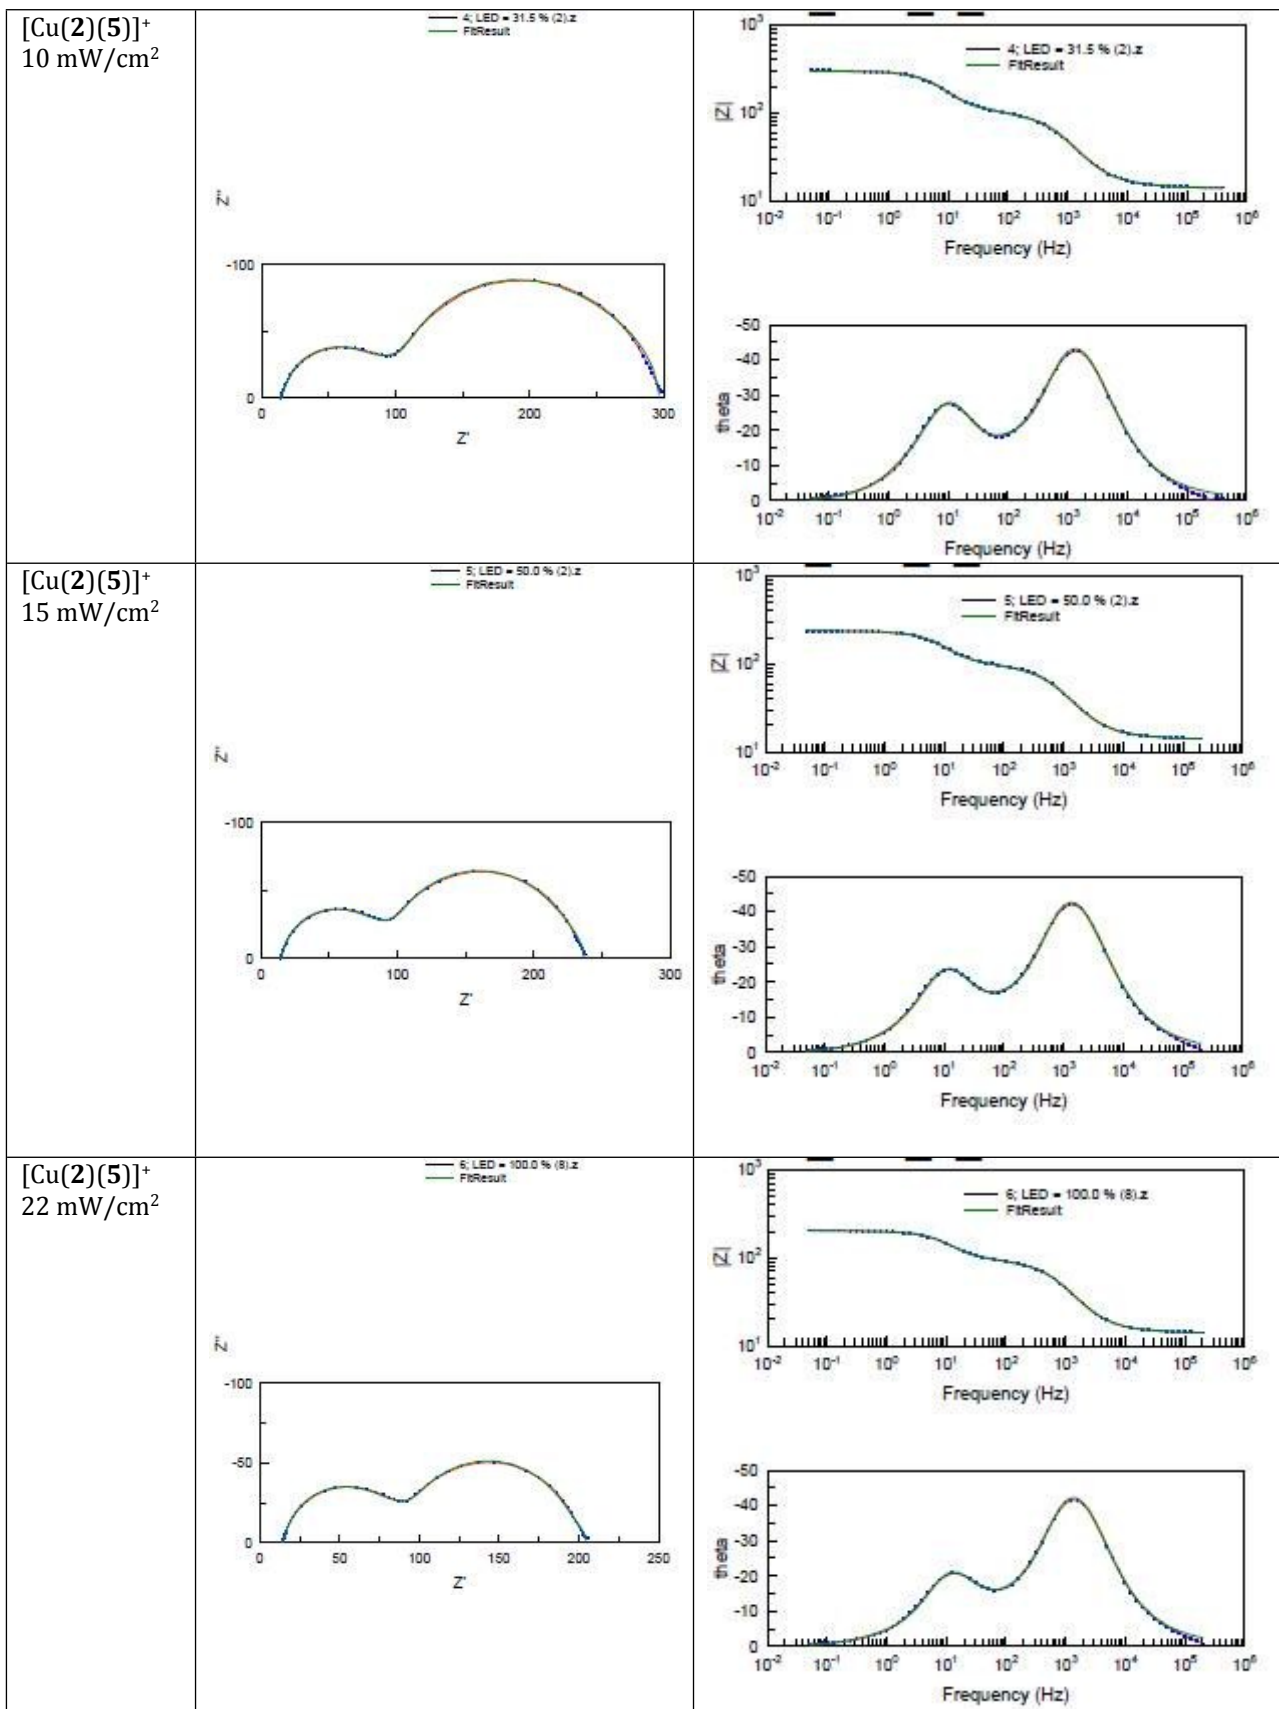 [Cu(2)(5)]⁺
10 mW/cm²
4; LED = 31.5 % (2).z
FitResult
Z''
-100
0
0 100 200 300
Z'
4; LED = 31.5 % (2).z
FitResult
|Z|
10³
10²
10¹
10⁻² 10⁻¹ 10⁰ 10¹ 10² 10³ 10⁴ 10⁵ 10⁶
Frequency (Hz)
theta
-50
-40
-30
-20
-10
0
10⁻² 10⁻¹ 10⁰ 10¹ 10² 10³ 10⁴ 10⁵ 10⁶
Frequency (Hz)
[Cu(2)(5)]⁺
15 mW/cm²
5; LED = 50.0 % (2).z
FitResult
Z''
-100
0
0 100 200 300
Z'
5; LED = 50.0 % (2).z
FitResult
|Z|
10³
10²
10¹
10⁻² 10⁻¹ 10⁰ 10¹ 10² 10³ 10⁴ 10⁵ 10⁶
Frequency (Hz)
theta
-50
-40
-30
-20
-10
0
10⁻² 10⁻¹ 10⁰ 10¹ 10² 10³ 10⁴ 10⁵ 10⁶
Frequency (Hz)
[Cu(2)(5)]⁺
22 mW/cm²
6; LED = 100.0 % (8).z
FitResult
Z''
-100
-50
0
0 50 100 150 200 250
Z'
6; LED = 100.0 % (8).z
FitResult
|Z|
10³
10²
10¹
10⁻² 10⁻¹ 10⁰ 10¹ 10² 10³ 10⁴ 10⁵ 10⁶
Frequency (Hz)
theta
-50
-40
-30
-20
-10
0
10⁻² 10⁻¹ 10⁰ 10¹ 10² 10³ 10⁴ 10⁵ 10⁶
Frequency (Hz)